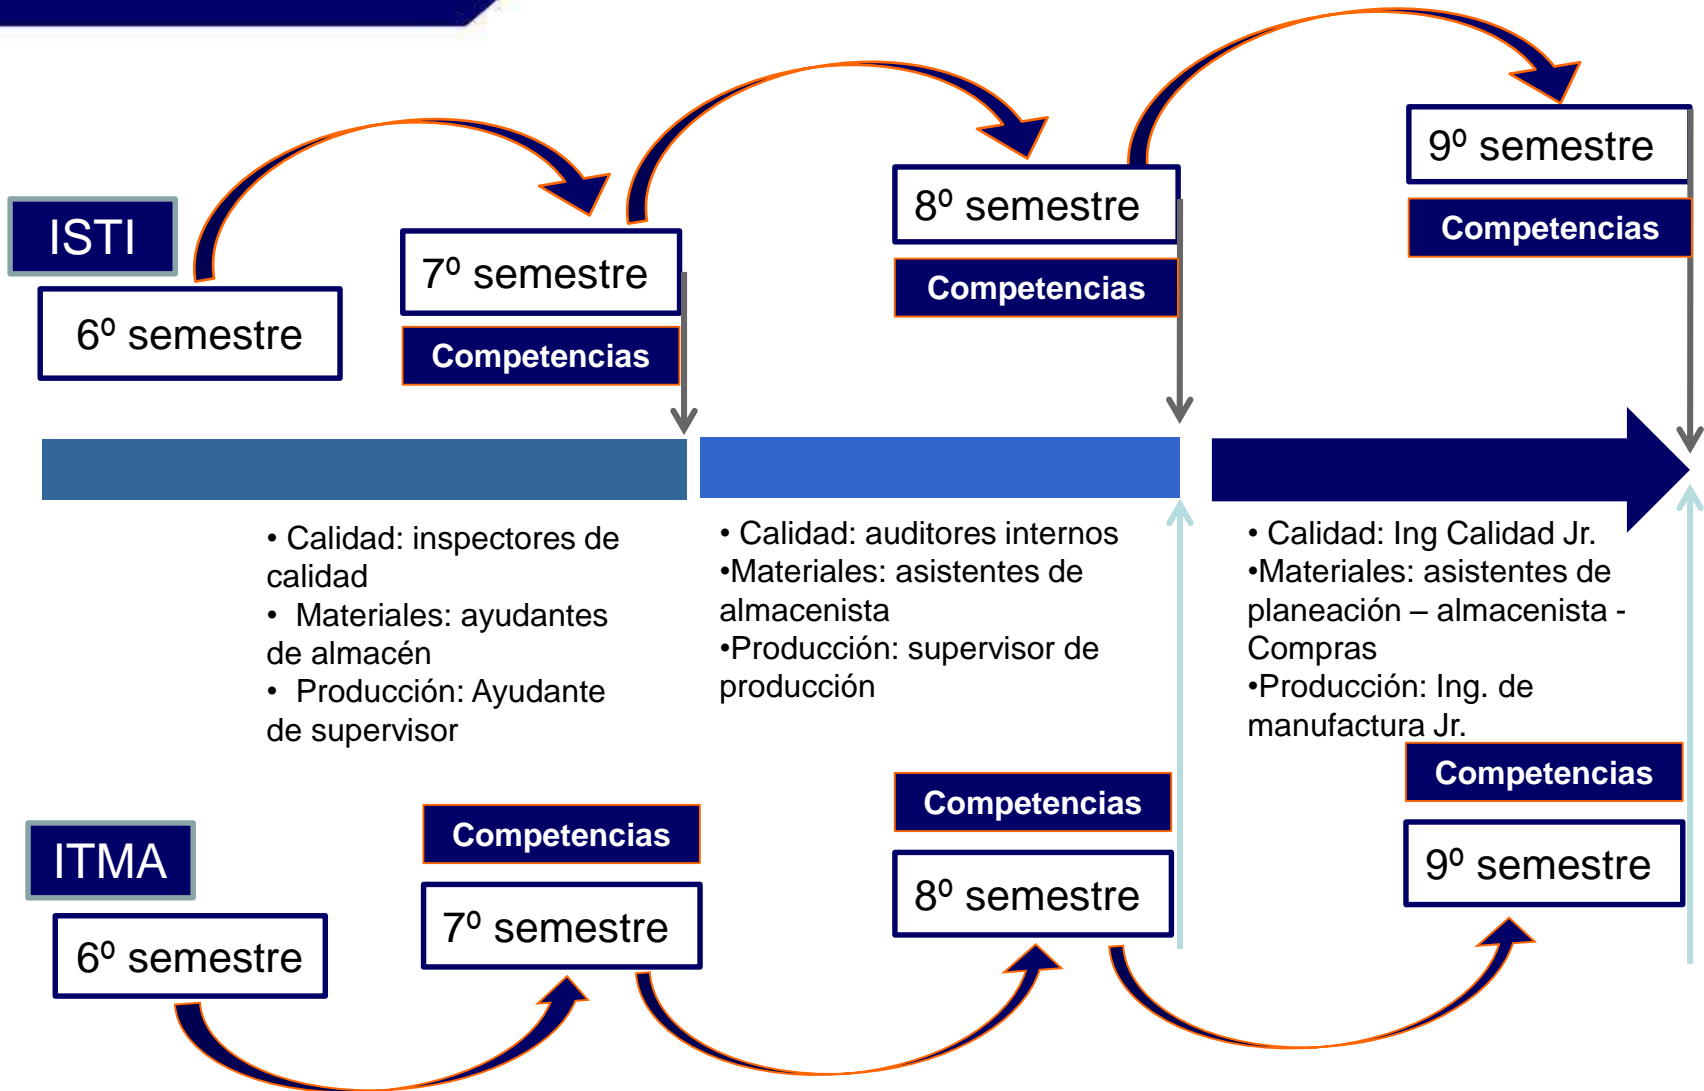 ISTI
6º semestre
7º semestre
Competencias
8º semestre
Competencias
9º semestre
Competencias
• Calidad: inspectores de
calidad
• Materiales: ayudantes
de almacén
• Producción: Ayudante
de supervisor
• Calidad: auditores internos
•Materiales: asistentes de
almacenista
•Producción: supervisor de
producción
• Calidad: Ing Calidad Jr.
•Materiales: asistentes de
planeación – almacenista -
Compras
•Producción: Ing. de
manufactura Jr.
ITMA
6º semestre
Competencias
7º semestre
Competencias
8º semestre
Competencias
9º semestre